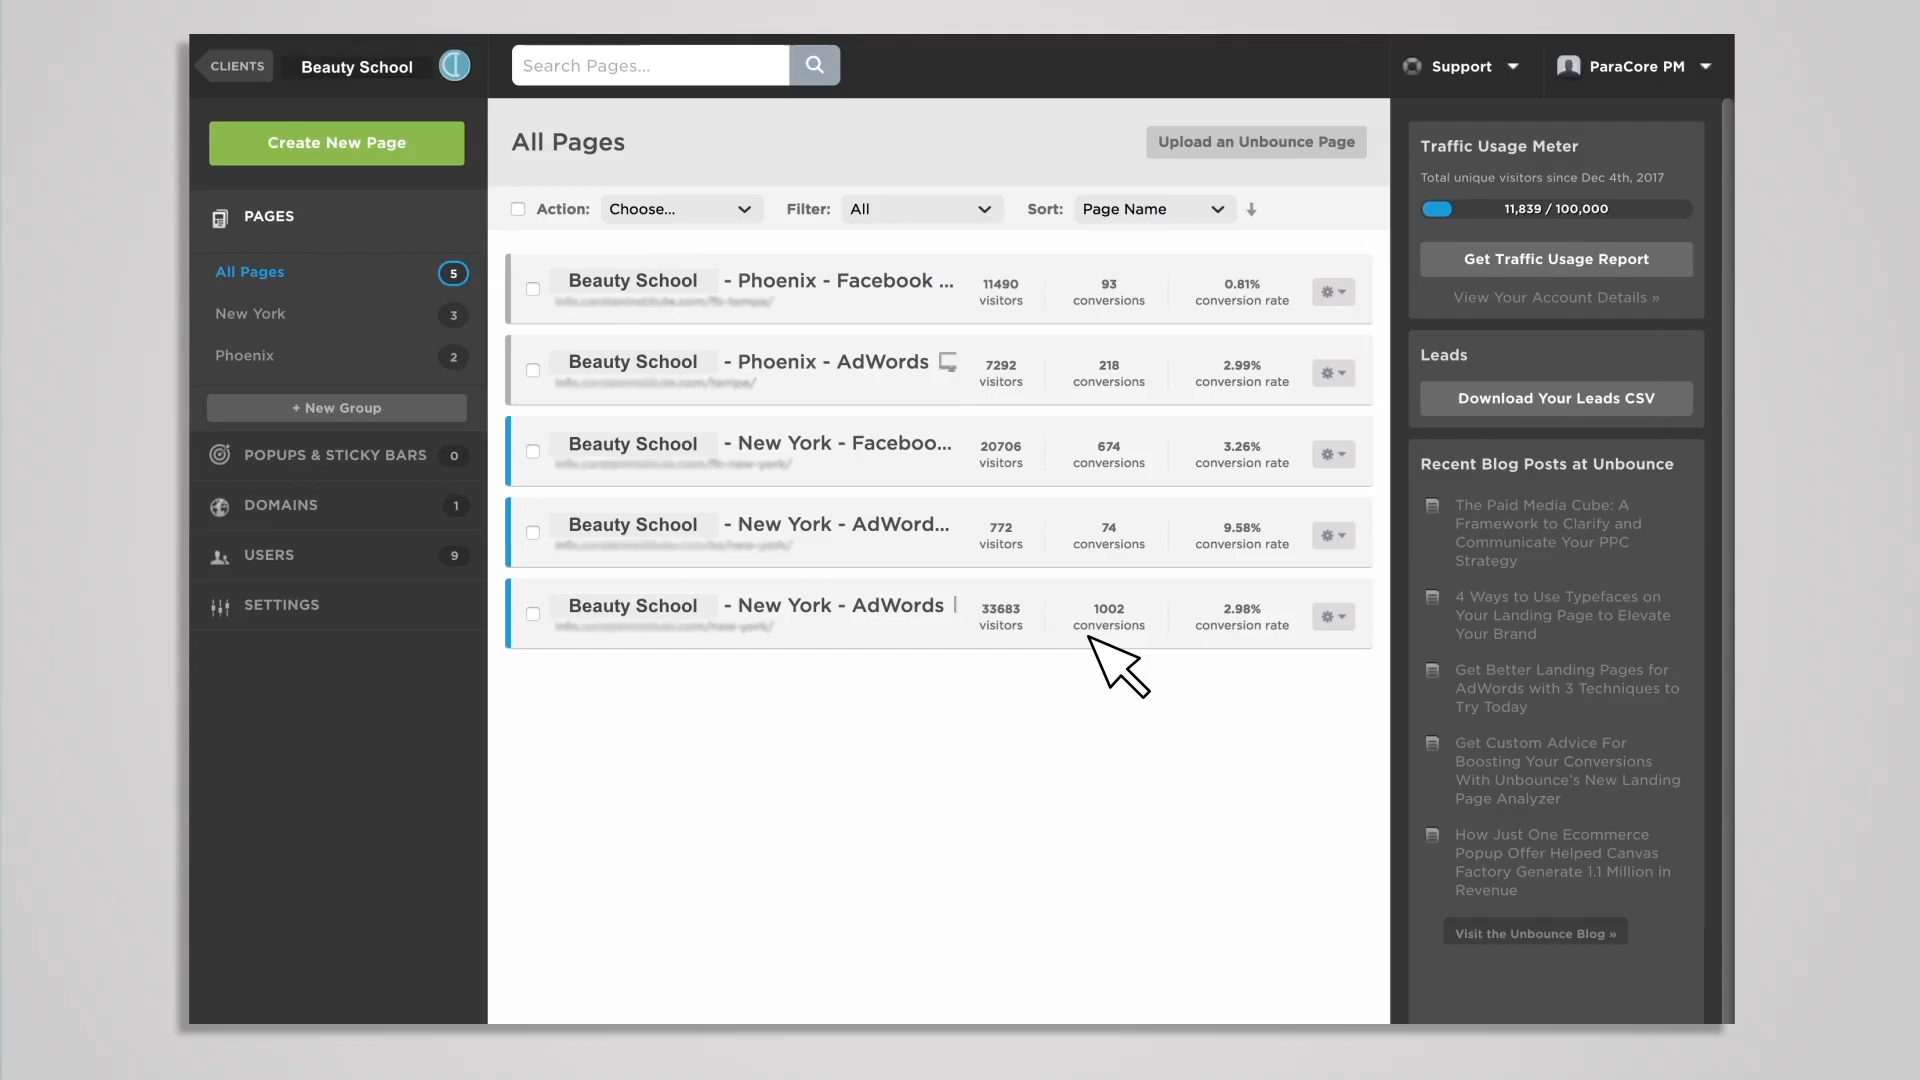 CLIENTS
Beauty School
Search Pages...
Support
ParaCore PM
Create New Page
PAGES
All Pages 5
New York 3
Phoenix 2
+ New Group
POPUPS & STICKY BARS 0
DOMAINS 1
USERS 9
SETTINGS
All Pages
Upload an Unbounce Page
Action: Choose... Filter: All Sort: Page Name
Beauty School - Phoenix - Facebook ...
11490 visitors
93 conversions
0.81% conversion rate
Beauty School - Phoenix - AdWords
7292 visitors
218 conversions
2.99% conversion rate
Beauty School - New York - Faceboo...
20706 visitors
674 conversions
3.26% conversion rate
Beauty School - New York - AdWord...
772 visitors
74 conversions
9.58% conversion rate
Beauty School - New York - AdWords
33683 visitors
1002 conversions
2.98% conversion rate
Traffic Usage Meter
Total unique visitors since Dec 4th, 2017
11,839 / 100,000
Get Traffic Usage Report
View Your Account Details »
Leads
Download Your Leads CSV
Recent Blog Posts at Unbounce
The Paid Media Cube: A
Framework to Clarify and
Communicate Your PPC
Strategy
4 Ways to Use Typefaces on
Your Landing Page to Elevate
Your Brand
Get Better Landing Pages for
AdWords with 3 Techniques to
Try Today
Get Custom Advice For
Boosting Your Conversions
With Unbounce's New Landing
Page Analyzer
How Just One Ecommerce
Popup Offer Helped Canvas
Factory Generate 1.1 Million in
Revenue
Visit the Unbounce Blog »